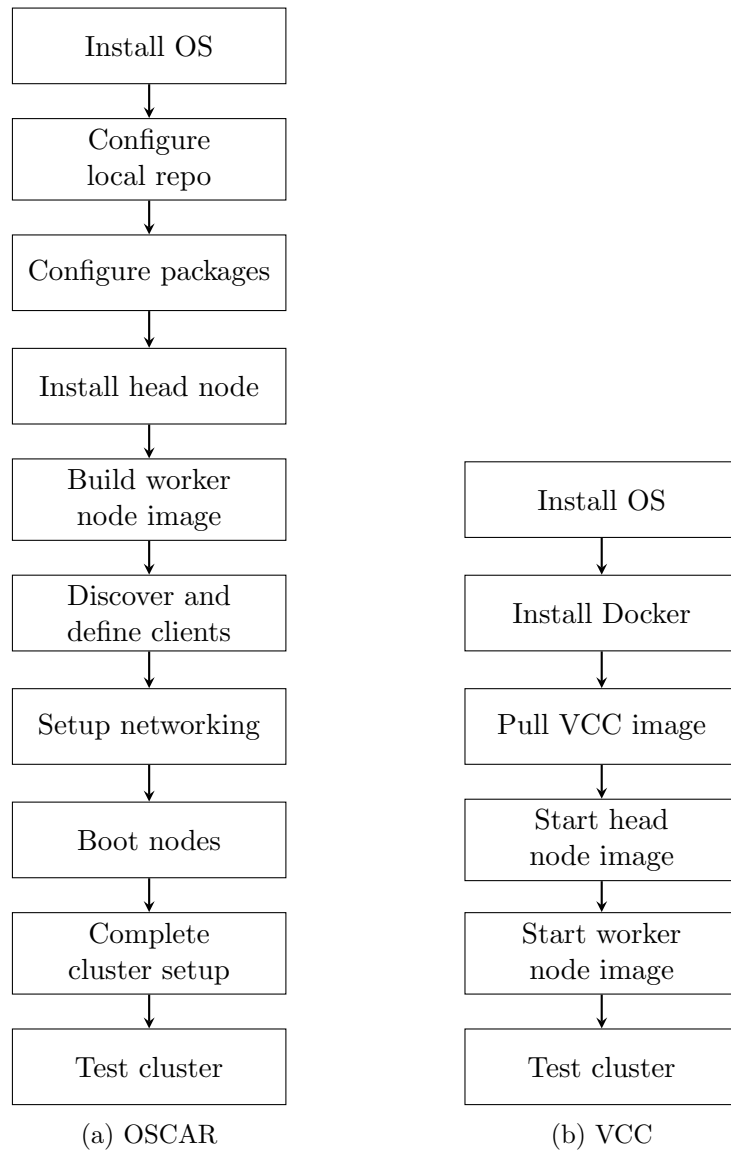 Install OS
Configure
local repo
Configure packages
Install head node
Build worker
node image
Discover and
define clients
Setup networking
Boot nodes
Complete
cluster setup
Test cluster
(a) OSCAR
Install OS
Install Docker
Pull VCC image
Start head
node image
Start worker
node image
Test cluster
(b) VCC